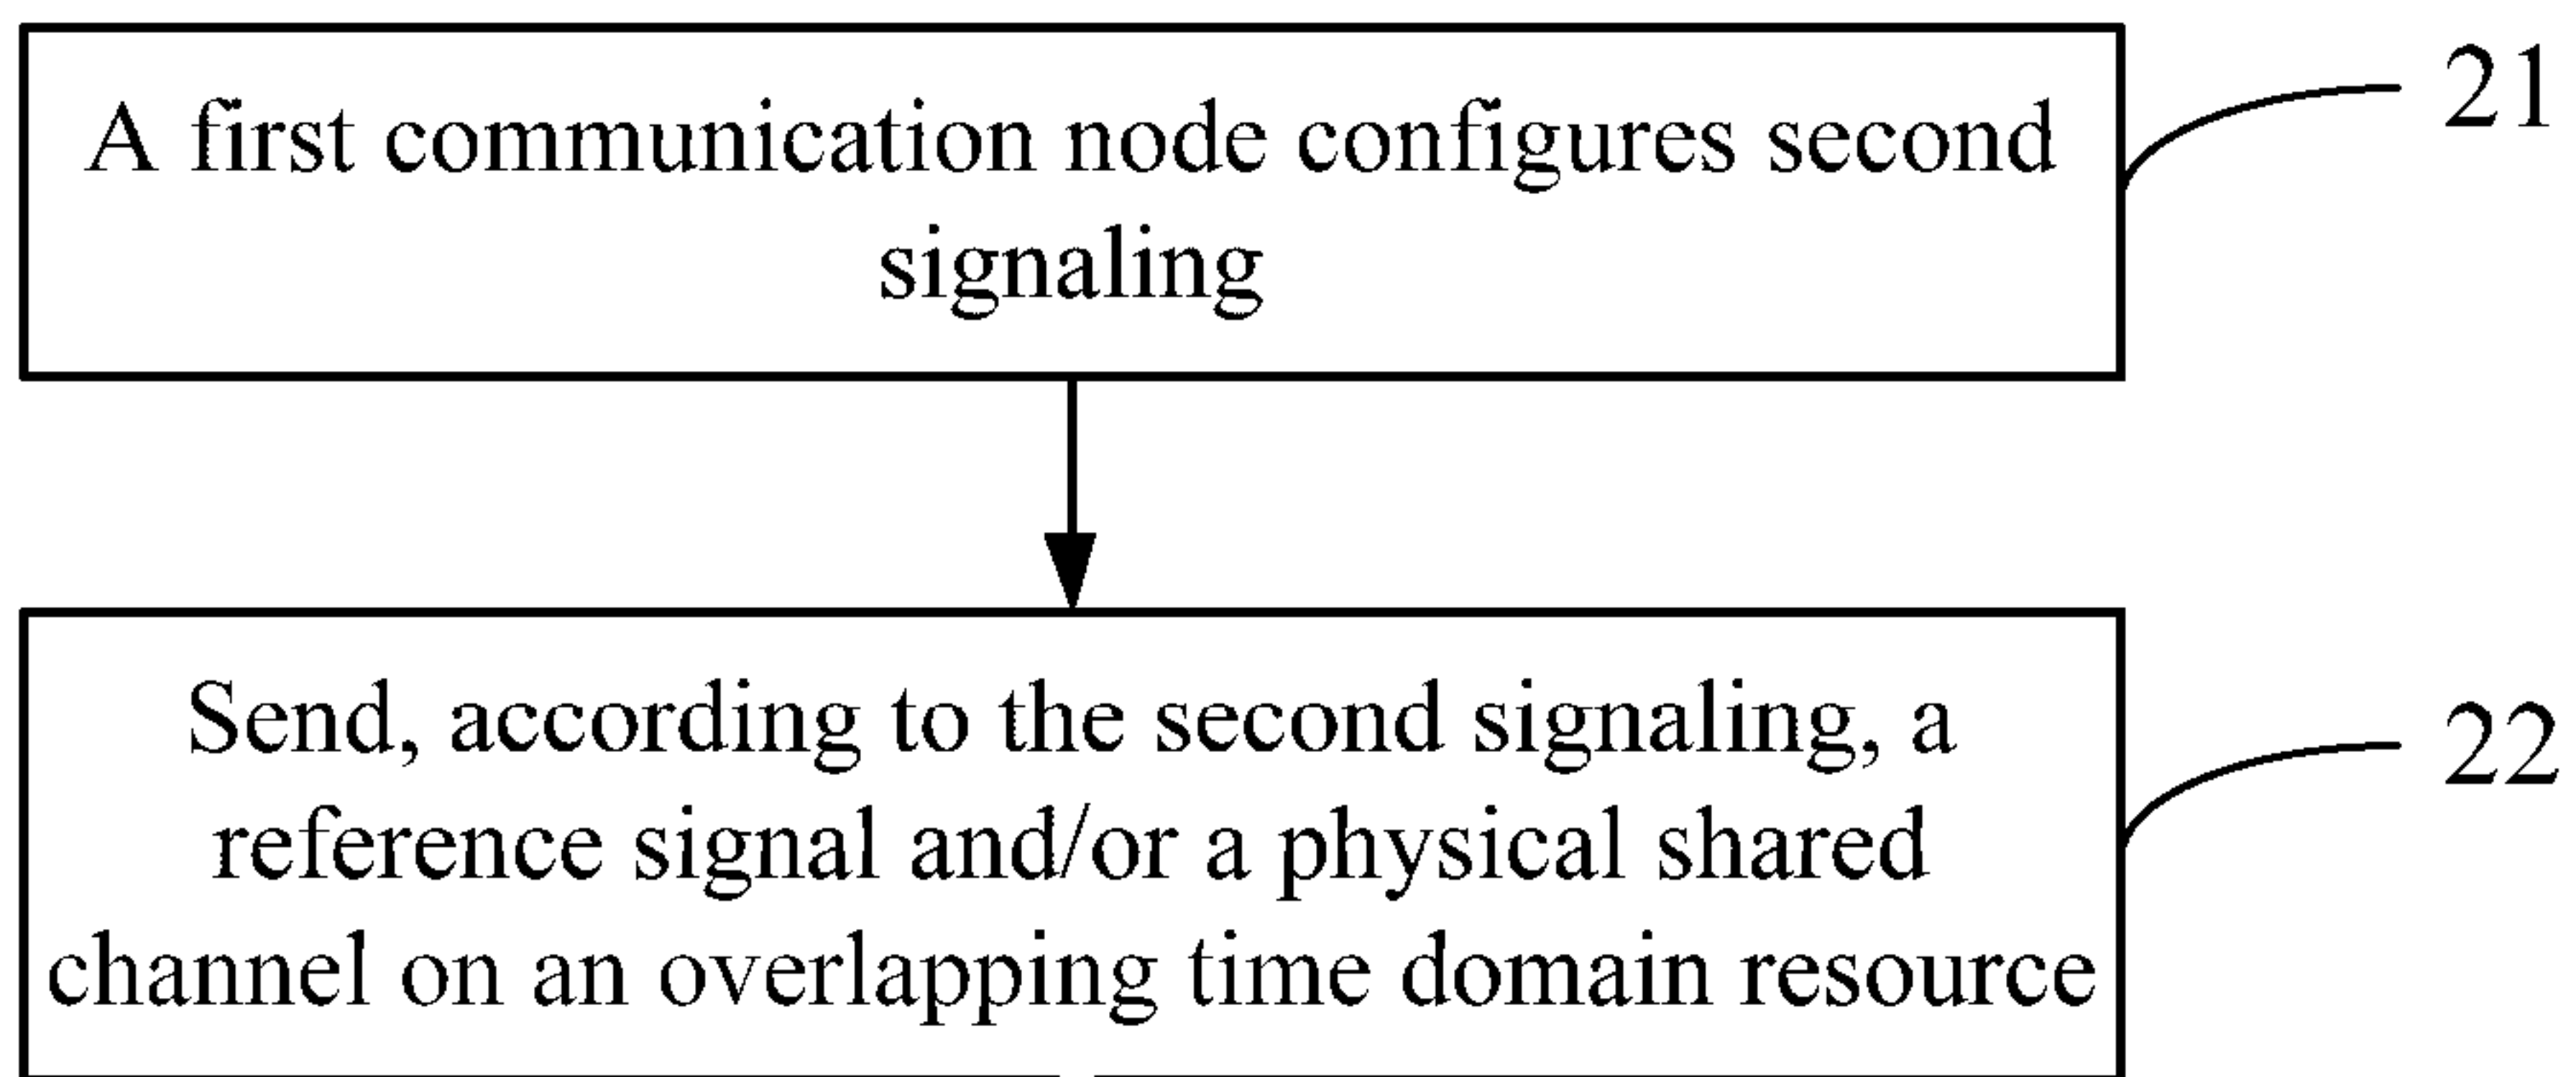 A first communication node configures second
signaling
21
Send, according to the second signaling, a
reference signal and/or a physical shared
channel on an overlapping time domain resource
22